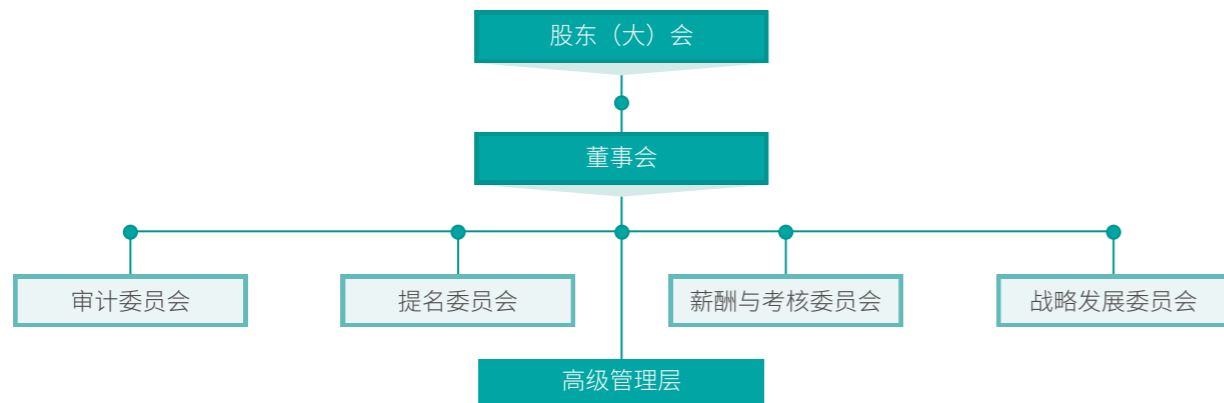 股东（大）会
董事会
审计委员会
提名委员会
薪酬与考核委员会
战略发展委员会
高级管理层